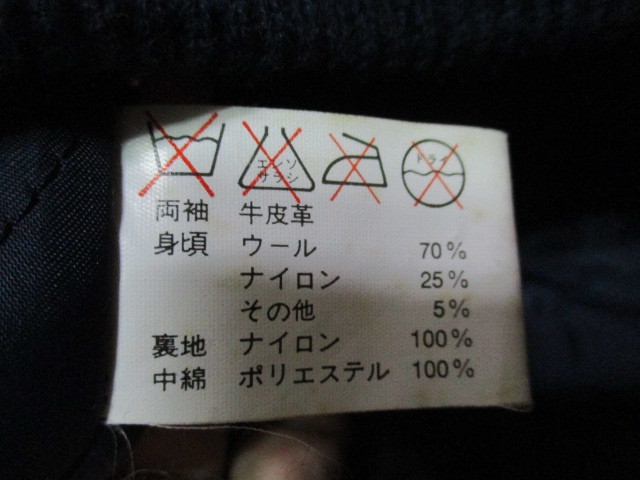 エンソ
サラシ
ドライ
両袖 牛皮革
身頃 ウール 70%
ナイロン 25%
その他 5%
裏地 ナイロン 100%
中綿 ポリエステル 100%